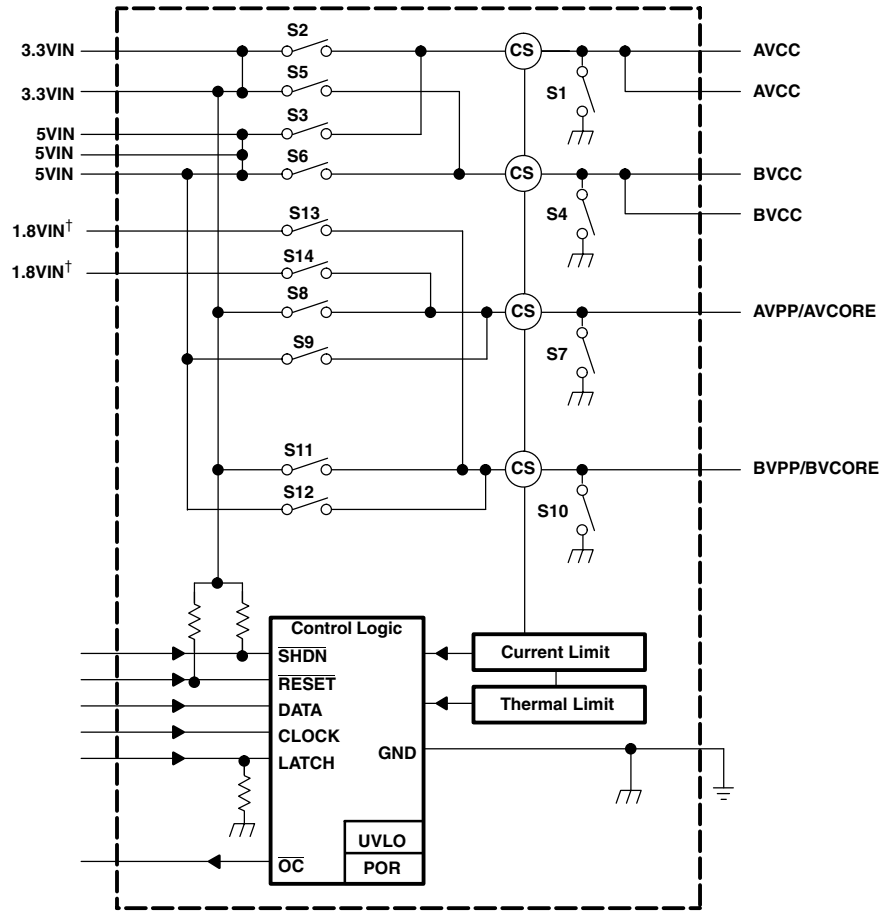 S2
3.3VIN
CS
AVCC
S5
3.3VIN
S1
AVCC
S3
5VIN
5VIN
S6
5VIN
CS
BVCC
S13
S4
BVCC
1.8VIN†
S14
1.8VIN†
S8
CS
AVPP/AVCORE
S9
S7
S11
CS
BVPP/BVCORE
S12
S10
Control Logic
SHDN
RESET
DATA
CLOCK
LATCH
GND
UVLO
POR
OC
Current Limit
Thermal Limit